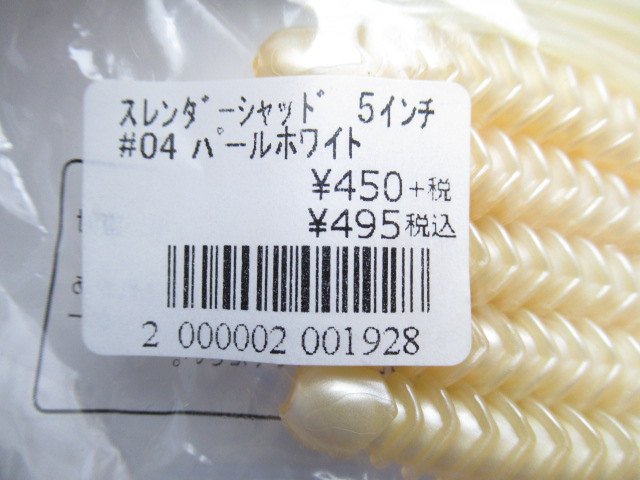 ｽﾚﾝﾀﾞｰｼｬｯﾄﾞ 5ｲﾝﾁ
#04 ﾊﾟｰﾙﾎﾜｲﾄ
¥450+税
¥495税込
2 000002 001928